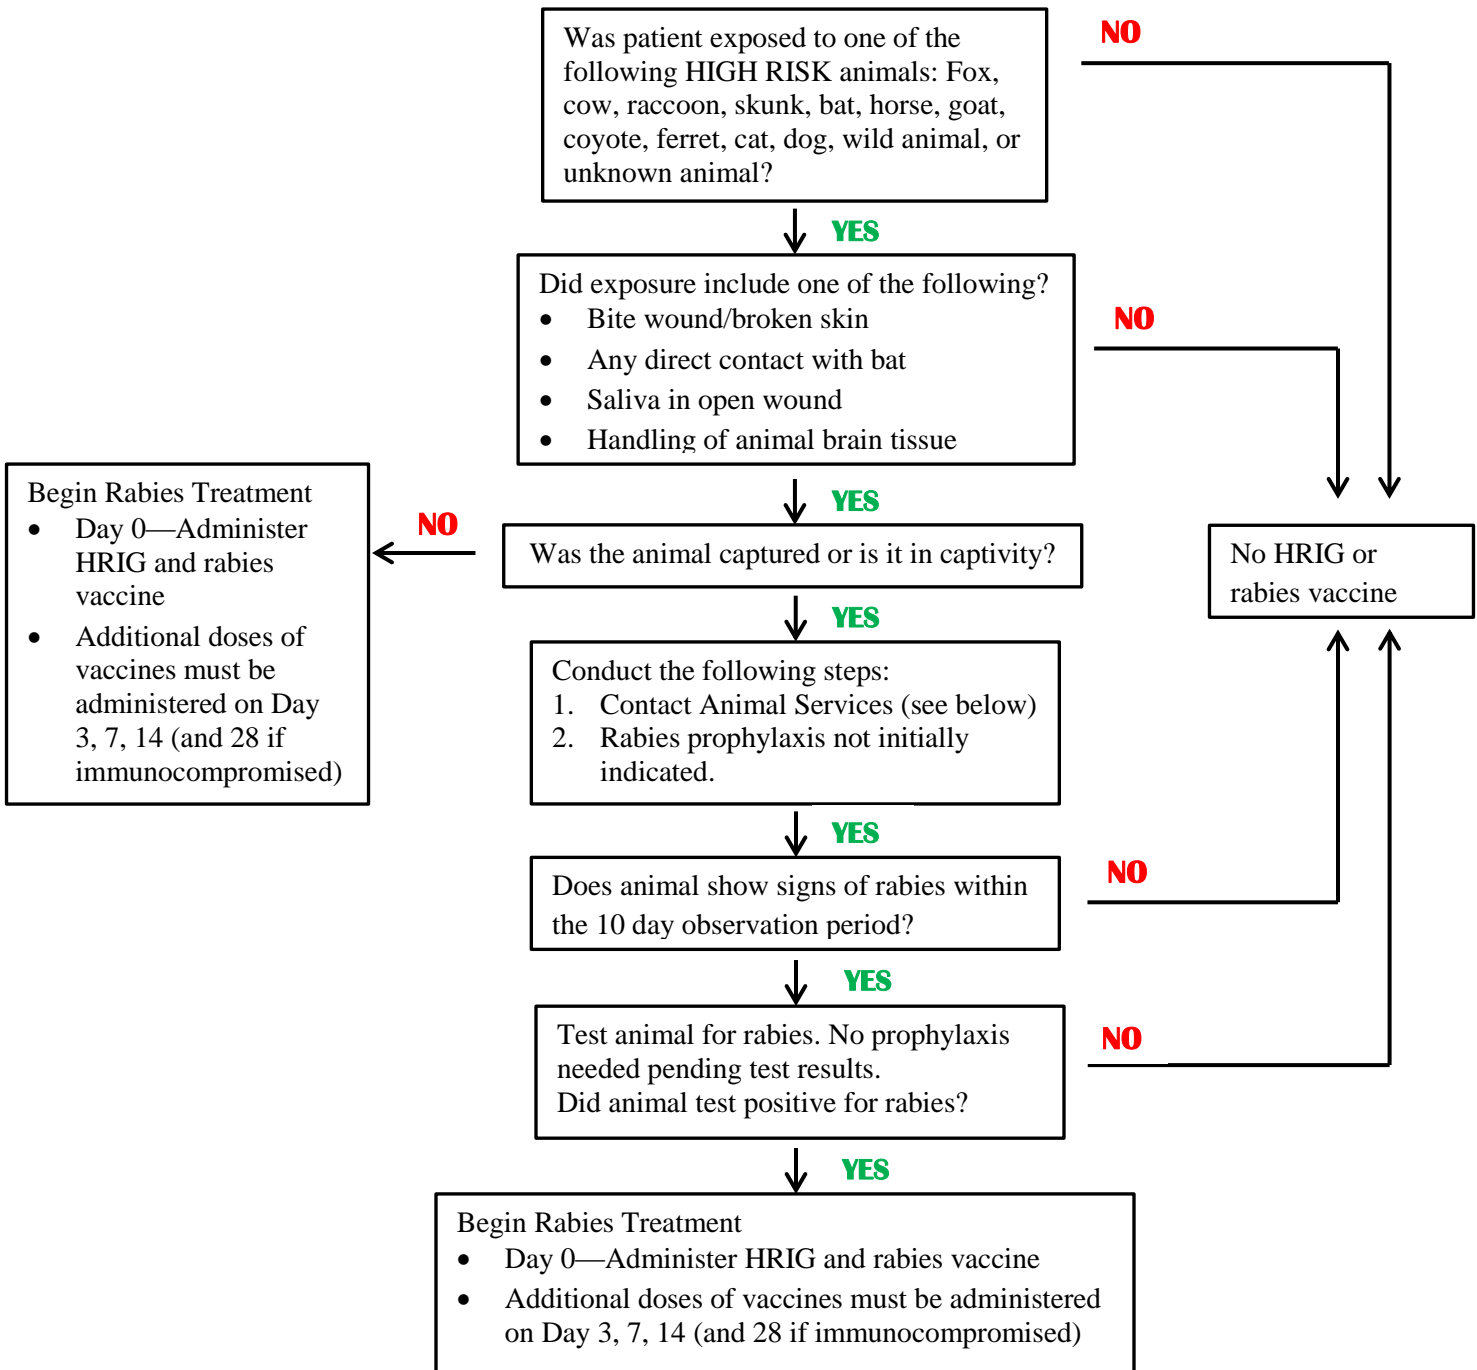 Was patient exposed to one of the
following HIGH RISK animals: Fox,
cow, raccoon, skunk, bat, horse, goat,
coyote, ferret, cat, dog, wild animal, or
unknown animal?
NO
YES
Did exposure include one of the following?
• Bite wound/broken skin
• Any direct contact with bat
• Saliva in open wound
• Handling of animal brain tissue
NO
YES
Was the animal captured or is it in captivity?
NO
Begin Rabies Treatment
• Day 0—Administer
HRIG and rabies
vaccine
• Additional doses of
vaccines must be
administered on Day
3, 7, 14 (and 28 if
immunocompromised)
No HRIG or
rabies vaccine
YES
Conduct the following steps:
1. Contact Animal Services (see below)
2. Rabies prophylaxis not initially
indicated.
YES
Does animal show signs of rabies within
the 10 day observation period?
NO
YES
Test animal for rabies. No prophylaxis
needed pending test results.
Did animal test positive for rabies?
NO
YES
Begin Rabies Treatment
• Day 0—Administer HRIG and rabies vaccine
• Additional doses of vaccines must be administered
on Day 3, 7, 14 (and 28 if immunocompromised)